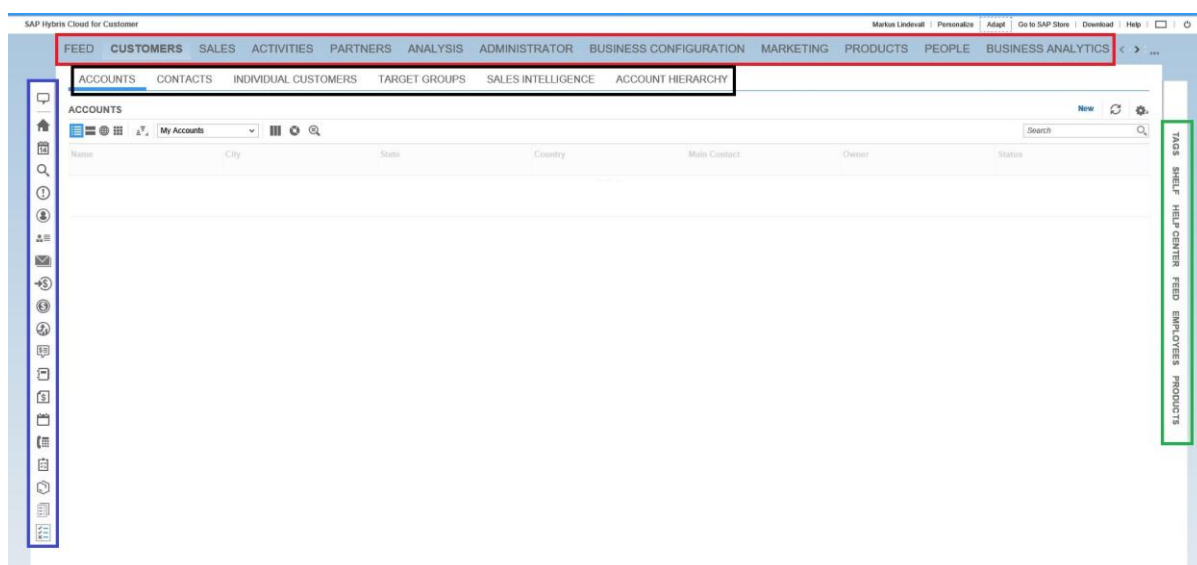 SAP Hybris Cloud for Customer
Markus Lindevall | Personalize | Adapt | Go to SAP Store | Download | Help |
FEED CUSTOMERS SALES ACTIVITIES PARTNERS ANALYSIS ADMINISTRATOR BUSINESS CONFIGURATION MARKETING PRODUCTS PEOPLE BUSINESS ANALYTICS < > ...
ACCOUNTS CONTACTS INDIVIDUAL CUSTOMERS TARGET GROUPS SALES INTELLIGENCE ACCOUNT HIERARCHY
ACCOUNTS New
My Accounts Search
Name City State Country Main Contact Owner Status
14
TAGS SHELF HELP CENTER FEED EMPLOYEES PRODUCTS